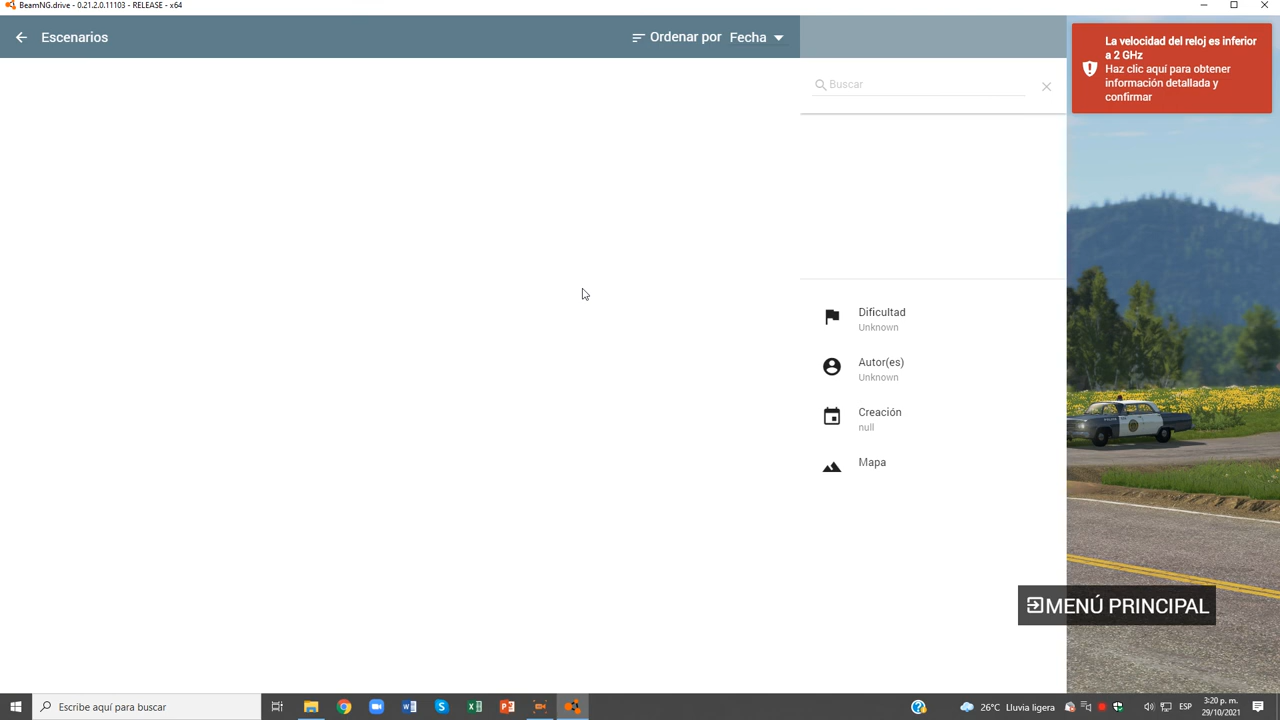 BeamNG.drive - 0.21.2.0.11103 - RELEASE - x64
Escenarios
Ordenar por Fecha
La velocidad del reloj es inferior
a 2 GHz
Haz clic aquí para obtener
información detallada y
confirmar
Buscar
Dificultad
Unknown
Autor(es)
Unknown
Creación
null
Mapa
MENÚ PRINCIPAL
Escribe aquí para buscar
26°C Lluvia ligera
ESP
3:20 p. m.
29/10/2021